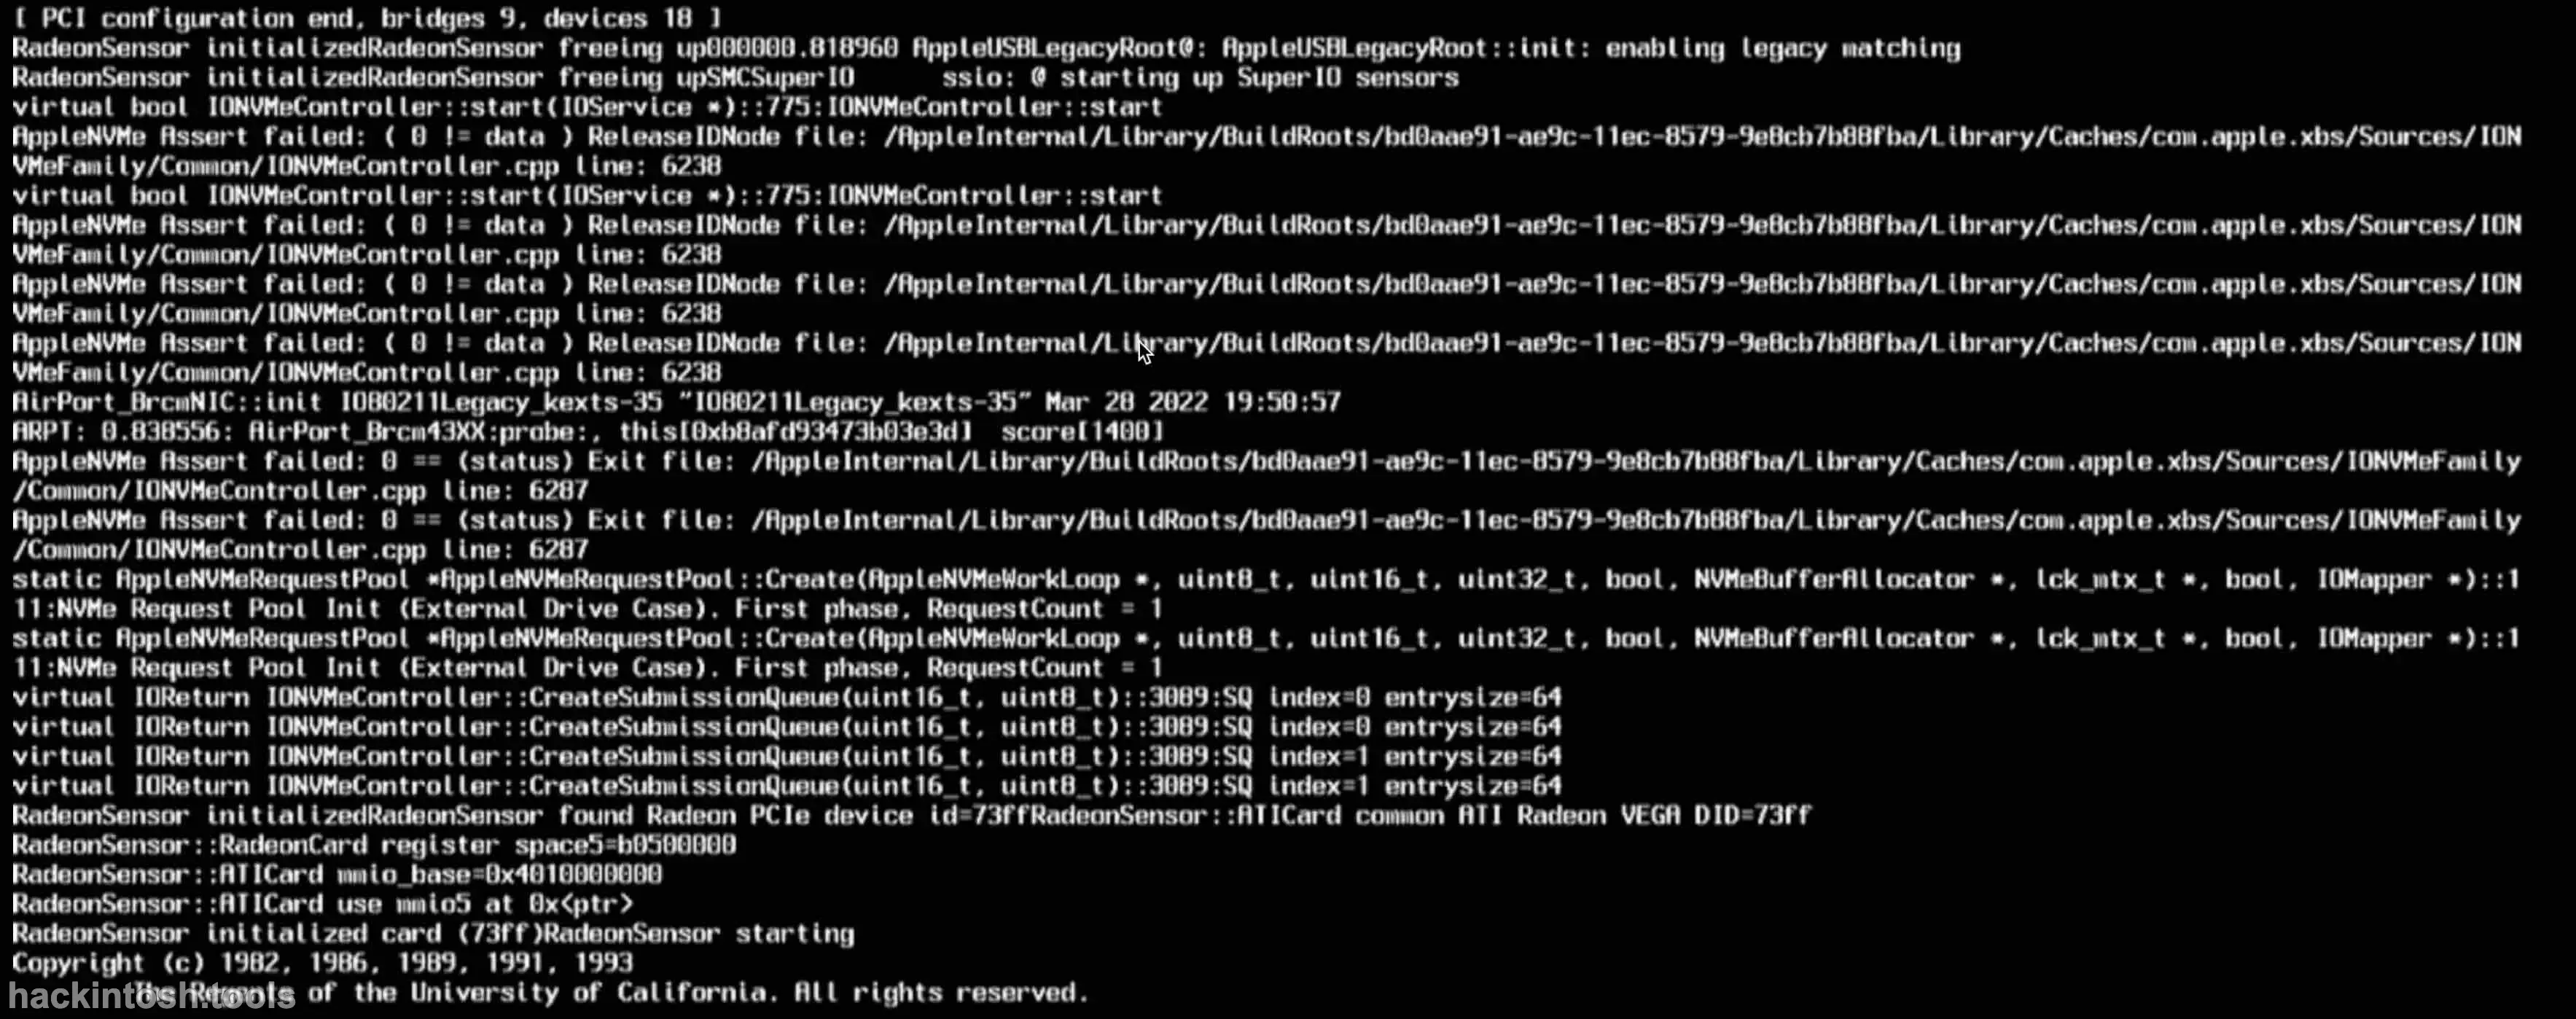 [ PCI configuration end, bridges 9, devices 18 ]
RadeonSensor initializedRadeonSensor freeing up000000.818960 AppleUSBLegacyRoot@: AppleUSBLegacyRoot::init: enabling legacy matching
RadeonSensor initializedRadeonSensor freeing upSMCSuperIO ssio: @ starting up SuperIO sensors
virtual bool IONVMeController::start(IOService *)::775:IONVMeController::start
AppleNVMe Assert failed: ( 0 != data ) ReleaseIDNode file: /AppleInternal/Library/BuildRoots/bd0aae91-ae9c-11ec-8579-9e8cb7b88fba/Library/Caches/com.apple.xbs/Sources/ION
VMeFamily/Common/IONVMeController.cpp line: 6238
virtual bool IONVMeController::start(IOService *)::775:IONVMeController::start
AppleNVMe Assert failed: ( 0 != data ) ReleaseIDNode file: /AppleInternal/Library/BuildRoots/bd0aae91-ae9c-11ec-8579-9e8cb7b88fba/Library/Caches/com.apple.xbs/Sources/ION
VMeFamily/Common/IONVMeController.cpp line: 6238
AppleNVMe Assert failed: ( 0 != data ) ReleaseIDNode file: /AppleInternal/Library/BuildRoots/bd0aae91-ae9c-11ec-8579-9e8cb7b88fba/Library/Caches/com.apple.xbs/Sources/ION
VMeFamily/Common/IONVMeController.cpp line: 6238
AppleNVMe Assert failed: ( 0 != data ) ReleaseIDNode file: /AppleInternal/Library/BuildRoots/bd0aae91-ae9c-11ec-8579-9e8cb7b88fba/Library/Caches/com.apple.xbs/Sources/ION
VMeFamily/Common/IONVMeController.cpp line: 6238
AirPort_BrcmNIC::init IO80211Legacy_kexts-35 "IO80211Legacy_kexts-35" Mar 28 2022 19:50:57
ARPT: 0.838556: AirPort_Brcm43XX:probe:, this[0xb8afd93473b03e3d] score[1400]
AppleNVMe Assert failed: 0 == (status) Exit file: /AppleInternal/Library/BuildRoots/bd0aae91-ae9c-11ec-8579-9e8cb7b88fba/Library/Caches/com.apple.xbs/Sources/IONVMeFamily
/Common/IONVMeController.cpp line: 6287
AppleNVMe Assert failed: 0 == (status) Exit file: /AppleInternal/Library/BuildRoots/bd0aae91-ae9c-11ec-8579-9e8cb7b88fba/Library/Caches/com.apple.xbs/Sources/IONVMeFamily
/Common/IONVMeController.cpp line: 6287
static AppleNVMeRequestPool *AppleNVMeRequestPool::Create(AppleNVMeWorkLoop *, uint8_t, uint16_t, uint32_t, bool, NVMeBufferAllocator *, lck_mtx_t *, bool, IOMapper *)::1
11:NVMe Request Pool Init (External Drive Case). First phase, RequestCount = 1
static AppleNVMeRequestPool *AppleNVMeRequestPool::Create(AppleNVMeWorkLoop *, uint8_t, uint16_t, uint32_t, bool, NVMeBufferAllocator *, lck_mtx_t *, bool, IOMapper *)::1
11:NVMe Request Pool Init (External Drive Case). First phase, RequestCount = 1
virtual IOReturn IONVMeController::CreateSubmissionQueue(uint16_t, uint8_t)::3089:SQ index=0 entrysize=64
virtual IOReturn IONVMeController::CreateSubmissionQueue(uint16_t, uint8_t)::3089:SQ index=0 entrysize=64
virtual IOReturn IONVMeController::CreateSubmissionQueue(uint16_t, uint8_t)::3089:SQ index=1 entrysize=64
virtual IOReturn IONVMeController::CreateSubmissionQueue(uint16_t, uint8_t)::3089:SQ index=1 entrysize=64
RadeonSensor initializedRadeonSensor found Radeon PCIe device id=73ffRadeonSensor::ATICard common ATI Radeon VEGA DID=73ff
RadeonSensor::RadeonCard register space5=b0500000
RadeonSensor::ATICard mmio_base=0x4010000000
RadeonSensor::ATICard use mmio5 at 0x<ptr>
RadeonSensor initialized card (73ff)RadeonSensor starting
Copyright (c) 1982, 1986, 1989, 1991, 1993
The Regents of the University of California. All rights reserved.
hackintosh.tools